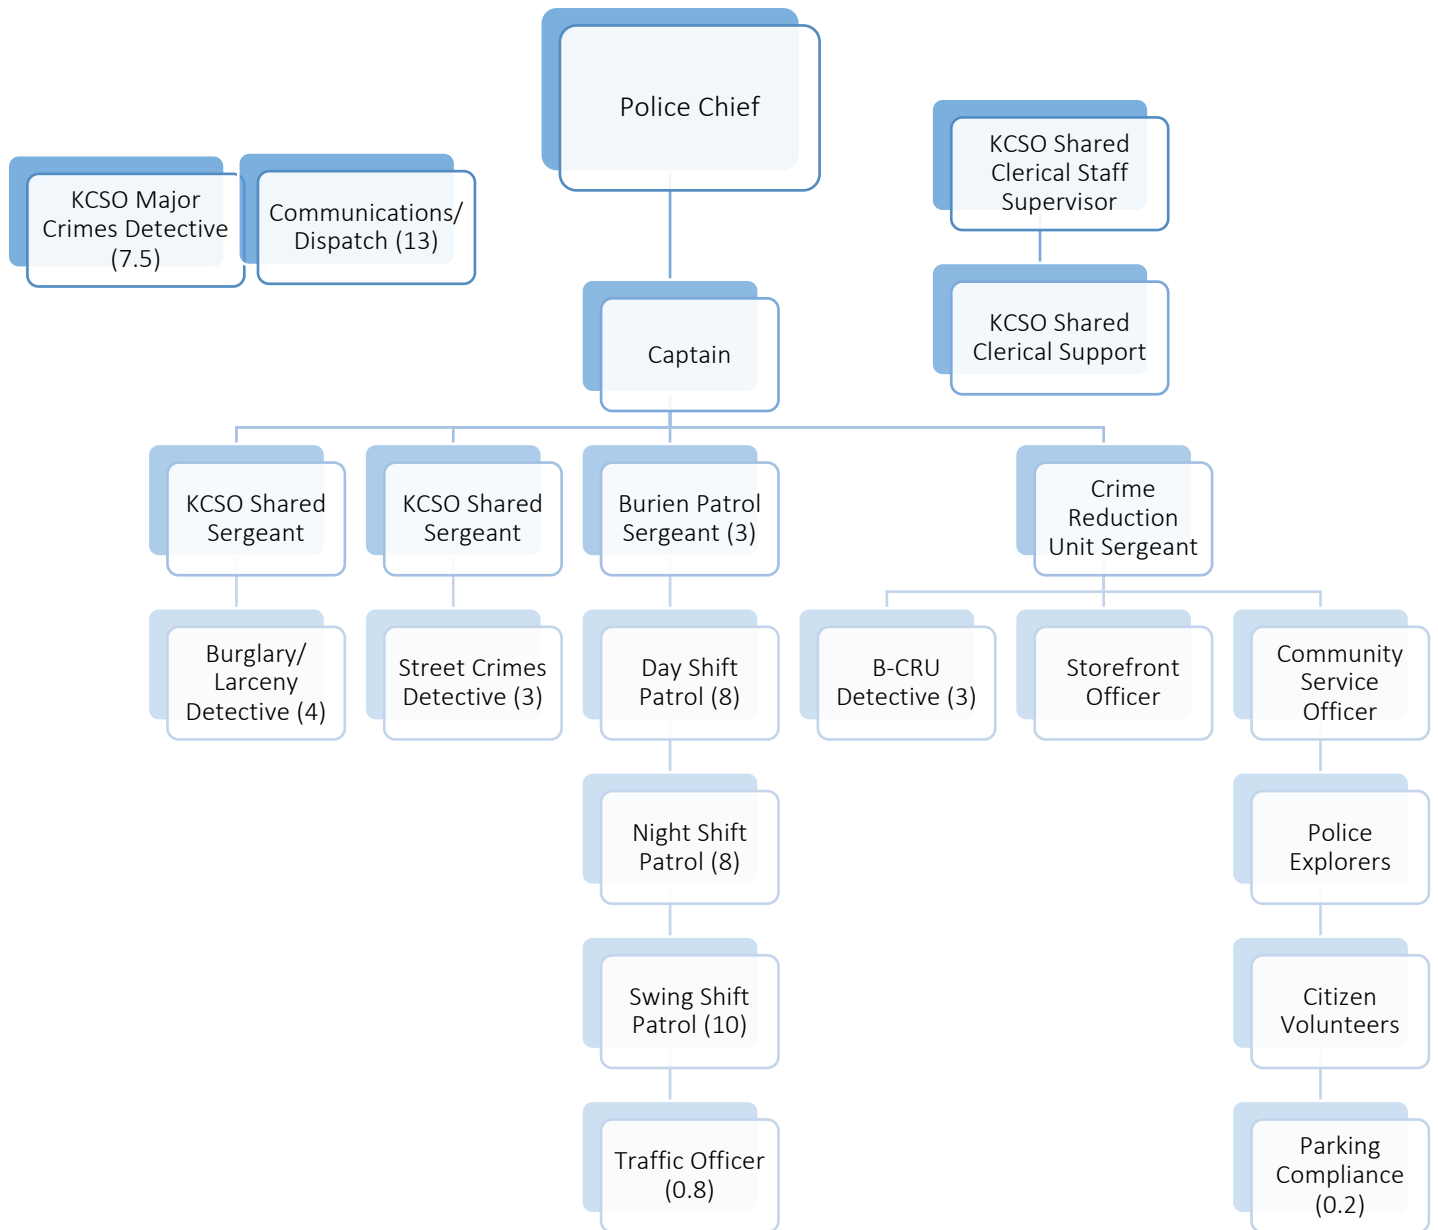 Police Chief
KCSO Shared
Clerical Staff
Supervisor
KCSO Major
Crimes Detective
(7.5)
Communications/
Dispatch (13)
KCSO Shared
Clerical Support
Captain
KCSO Shared
Sergeant
KCSO Shared
Sergeant
Burien Patrol
Sergeant (3)
Crime
Reduction
Unit Sergeant
Burglary/
Larceny
Detective (4)
Street Crimes
Detective (3)
Day Shift
Patrol (8)
B-CRU
Detective (3)
Storefront
Officer
Community
Service
Officer
Night Shift
Patrol (8)
Police
Explorers
Swing Shift
Patrol (10)
Citizen
Volunteers
Traffic Officer
(0.8)
Parking
Compliance
(0.2)